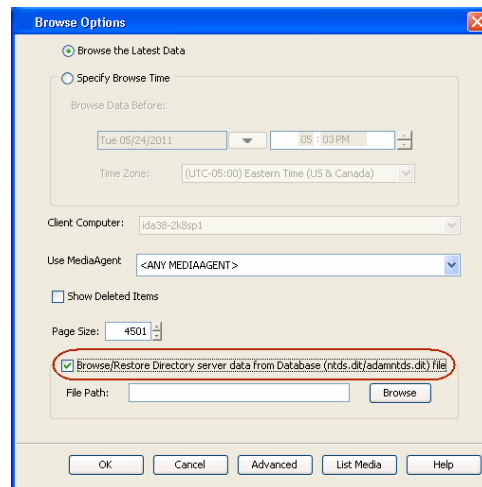 Browse Options
Browse the Latest Data
Specify Browse Time
Browse Data Before:
Tue 05/24/2011 05 : 03 PM
Time Zone: (UTC-05:00) Eastern Time (US & Canada)
Client Computer: ida38-2k8sp1
Use MediaAgent <ANY MEDIAAGENT>
Show Deleted Items
Page Size: 4501
Browse/Restore Directory server data from Database (ntds.dit/adamntds.dit) file
File Path: Browse
OK Cancel Advanced List Media Help